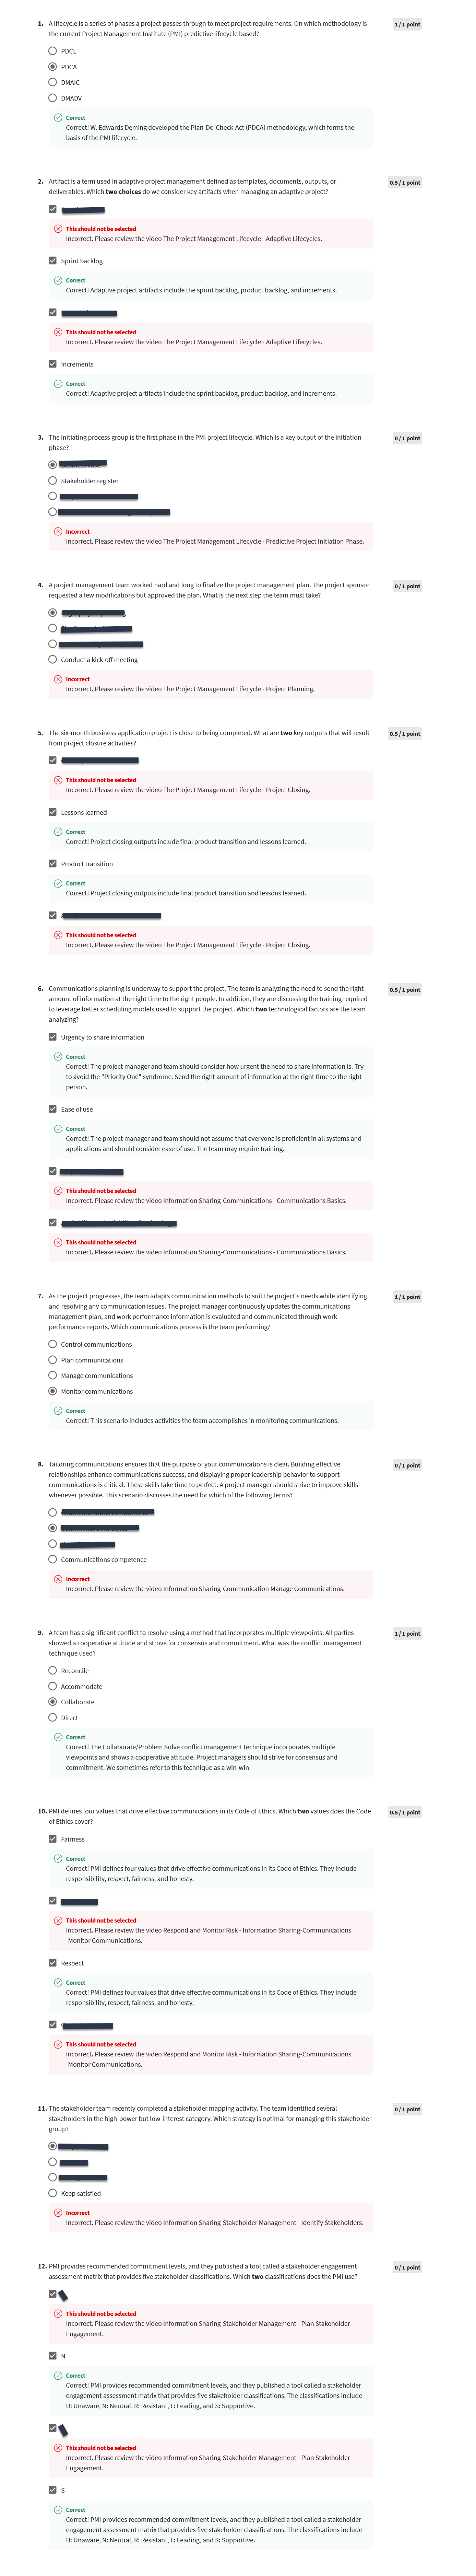 1. A lifecycle is a series of phases a project passes through to meet project requirements. On which methodology is
the current Project Management Institute (PMI) predictive lifecycle based?
1 / 1 point
PDCL
PDCA
DMAIC
DMADV
Correct
Correct! W. Edwards Deming developed the Plan-Do-Check-Act (PDCA) methodology, which forms the
basis of the PMI lifecycle.
2. Artifact is a term used in adaptive project management defined as templates, documents, outputs, or
deliverables. Which two choices do we consider key artifacts when managing an adaptive project?
0.5 / 1 point
This should not be selected
Incorrect. Please review the video The Project Management Lifecycle - Adaptive Lifecycles.
Sprint backlog
Correct
Correct! Adaptive project artifacts include the sprint backlog, product backlog, and increments.
This should not be selected
Incorrect. Please review the video The Project Management Lifecycle - Adaptive Lifecycles.
Increments
Correct
Correct! Adaptive project artifacts include the sprint backlog, product backlog, and increments.
3. The initiating process group is the first phase in the PMI project lifecycle. Which is a key output of the initiation
phase?
0 / 1 point
Stakeholder register
Incorrect
Incorrect. Please review the video The Project Management Lifecycle - Predictive Project Initiation Phase.
4. A project management team worked hard and long to finalize the project management plan. The project sponsor
requested a few modifications but approved the plan. What is the next step the team must take?
0 / 1 point
Conduct a kick-off meeting
Incorrect
Incorrect. Please review the video The Project Management Lifecycle - Project Planning.
5. The six-month business application project is close to being completed. What are two key outputs that will result
from project closure activities?
0.5 / 1 point
This should not be selected
Incorrect. Please review the video The Project Management Lifecycle - Project Closing.
Lessons learned
Correct
Correct! Project closing outputs include final product transition and lessons learned.
Product transition
Correct
Correct! Project closing outputs include final product transition and lessons learned.
This should not be selected
Incorrect. Please review the video The Project Management Lifecycle - Project Closing.
6. Communications planning is underway to support the project. The team is analyzing the need to send the right
amount of information at the right time to the right people. In addition, they are discussing the training required
to leverage better scheduling models used to support the project. Which two technological factors are the team
analyzing?
0.5 / 1 point
Urgency to share information
Correct
Correct! The project manager and team should consider how urgent the need to share information is. Try
to avoid the "Priority One" syndrome. Send the right amount of information at the right time to the right
person.
Ease of use
Correct
Correct! The project manager and team should not assume that everyone is proficient in all systems and
applications and should consider ease of use. The team may require training.
This should not be selected
Incorrect. Please review the video Information Sharing-Communications - Communications Basics.
This should not be selected
Incorrect. Please review the video Information Sharing-Communications - Communications Basics.
7. As the project progresses, the team adapts communication methods to suit the project's needs while identifying
and resolving any communication issues. The project manager continuously updates the communications
management plan, and work performance information is evaluated and communicated through work
performance reports. Which communications process is the team performing?
1 / 1 point
Control communications
Plan communications
Manage communications
Monitor communications
Correct
Correct! This scenario includes activities the team accomplishes in monitoring communications.
8. Tailoring communications ensures that the purpose of your communications is clear. Building effective
relationships enhance communications success, and displaying proper leadership behavior to support
communications is critical. These skills take time to perfect. A project manager should strive to improve skills
whenever possible. This scenario discusses the need for which of the following terms?
0 / 1 point
Communications competence
Incorrect
Incorrect. Please review the video Information Sharing-Communication Manage Communications.
9. A team has a significant conflict to resolve using a method that incorporates multiple viewpoints. All parties
showed a cooperative attitude and strove for consensus and commitment. What was the conflict management
technique used?
1 / 1 point
Reconcile
Accommodate
Collaborate
Direct
Correct
Correct! The Collaborate/Problem Solve conflict management technique incorporates multiple
viewpoints and shows a cooperative attitude. Project managers should strive for consensus and
commitment. We sometimes refer to this technique as a win-win.
10. PMI defines four values that drive effective communications in its Code of Ethics. Which two values does the Code
of Ethics cover?
0.5 / 1 point
Fairness
Correct
Correct! PMI defines four values that drive effective communications in its Code of Ethics. They include
responsibility, respect, fairness, and honesty.
This should not be selected
Incorrect. Please review the video Respond and Monitor Risk - Information Sharing-Communications
-Monitor Communications.
Respect
Correct
Correct! PMI defines four values that drive effective communications in its Code of Ethics. They include
responsibility, respect, fairness, and honesty.
This should not be selected
Incorrect. Please review the video Respond and Monitor Risk - Information Sharing-Communications
-Monitor Communications.
11. The stakeholder team recently completed a stakeholder mapping activity. The team identified several
stakeholders in the high-power but low-interest category. Which strategy is optimal for managing this stakeholder
group?
0 / 1 point
Keep satisfied
Incorrect
Incorrect. Please review the video Information Sharing-Stakeholder Management - Identify Stakeholders.
12. PMI provides recommended commitment levels, and they published a tool called a stakeholder engagement
assessment matrix that provides five stakeholder classifications. Which two classifications does the PMI use?
0 / 1 point
This should not be selected
Incorrect. Please review the video Information Sharing-Stakeholder Management - Plan Stakeholder
Engagement.
N
Correct
Correct! PMI provides recommended commitment levels, and they published a tool called a stakeholder
engagement assessment matrix that provides five stakeholder classifications. The classifications include
U: Unaware, N: Neutral, R: Resistant, L: Leading, and S: Supportive.
This should not be selected
Incorrect. Please review the video Information Sharing-Stakeholder Management - Plan Stakeholder
Engagement.
S
Correct
Correct! PMI provides recommended commitment levels, and they published a tool called a stakeholder
engagement assessment matrix that provides five stakeholder classifications. The classifications include
U: Unaware, N: Neutral, R: Resistant, L: Leading, and S: Supportive.